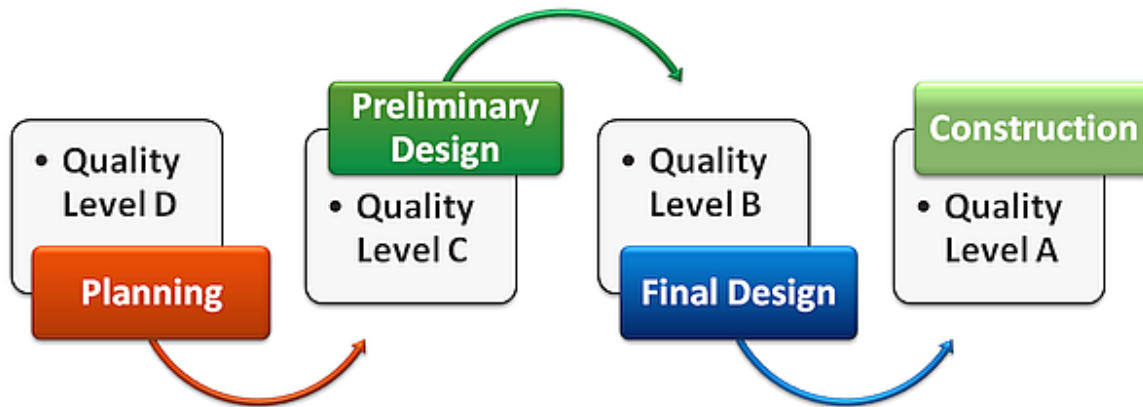 • Quality
Level D
Planning
Preliminary
Design
• Quality
Level C
• Quality
Level B
Final Design
Construction
• Quality
Level A